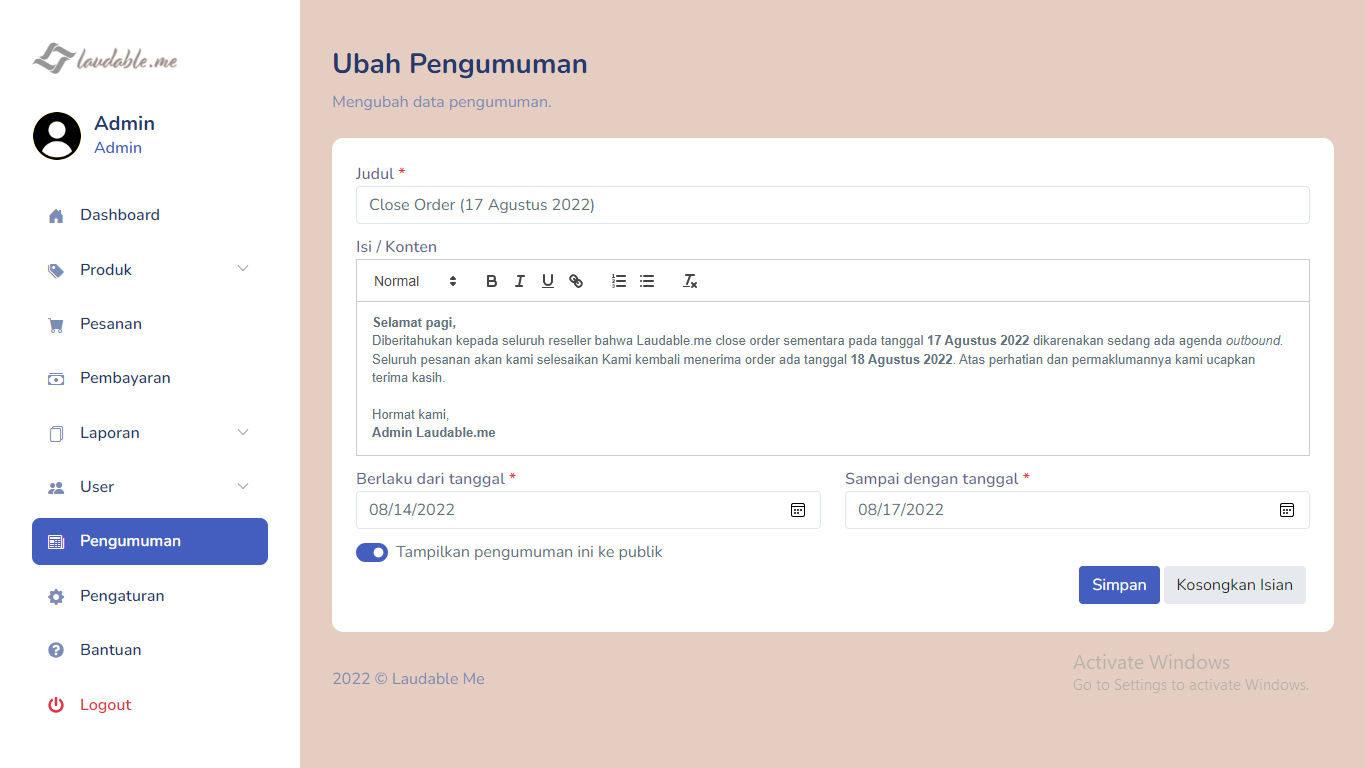 laudable.me
Admin
Admin
Dashboard
Produk
Pesanan
Pembayaran
Laporan
User
Pengumuman
Pengaturan
Bantuan
Logout
Ubah Pengumuman
Mengubah data pengumuman.
Judul *
Close Order (17 Agustus 2022)
Isi / Konten
Normal B I U
Selamat pagi,
Diberitahukan kepada seluruh reseller bahwa Laudable.me close order sementara pada tanggal 17 Agustus 2022 dikarenakan sedang ada agenda outbound.
Seluruh pesanan akan kami selesaikan Kami kembali menerima order ada tanggal 18 Agustus 2022. Atas perhatian dan permaklumannya kami ucapkan
terima kasih.
Hormat kami,
Admin Laudable.me
Berlaku dari tanggal *
08/14/2022
Sampai dengan tanggal *
08/17/2022
Tampilkan pengumuman ini ke publik
Simpan
Kosongkan Isian
2022 © Laudable Me
Activate Windows
Go to Settings to activate Windows.